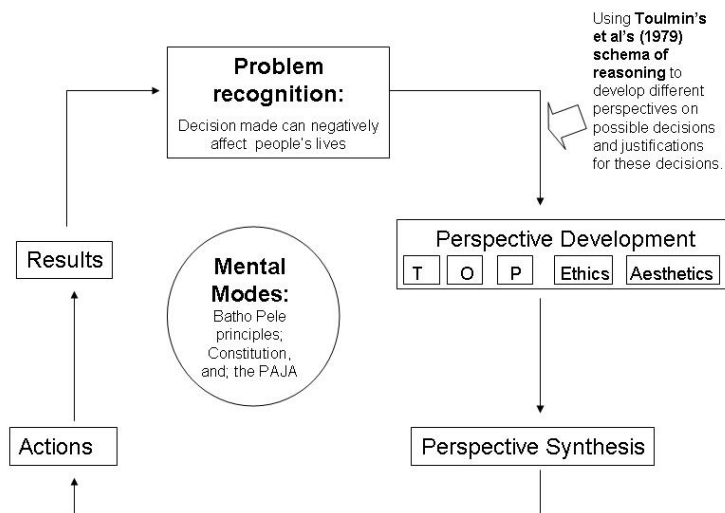 Problem
recognition:
Decision made can negatively
affect people's lives
Using Toulmin's
et al's (1979)
schema of
reasoning to
develop different
perspectives on
possible decisions
and justifications
for these decisions.
Perspective Development
T O P Ethics Aesthetics
Results
Mental
Modes:
Batho Pele
principles;
Constitution,
and; the PAJA
Actions
Perspective Synthesis